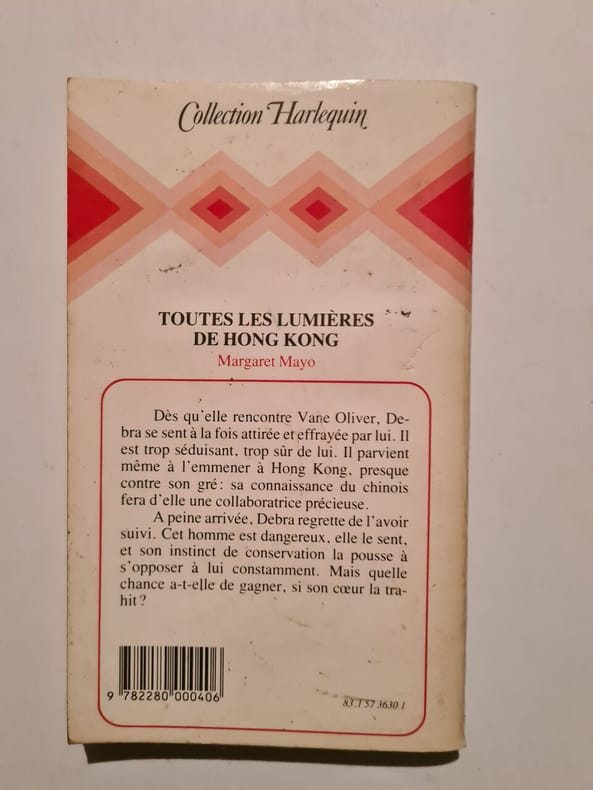 Collection Harlequin
TOUTES LES LUMIÈRES
DE HONG KONG
Margaret Mayo
Dès qu'elle rencontre Vane Oliver, De-
bra se sent à la fois attirée et effrayée par lui. Il
est trop séduisant, trop sûr de lui. Il parvient
même à l'emmener à Hong Kong, presque
contre son gré: sa connaissance du chinois
fera d'elle une collaboratrice précieuse.
A peine arrivée, Debra regrette de l'avoir
suivi. Cet homme est dangereux, elle le sent,
et son instinct de conservation la pousse à
s'opposer à lui constamment. Mais quelle
chance a-t-elle de gagner, si son cœur la tra-
hit?
9 782280 000406
83.1 57 3630 1